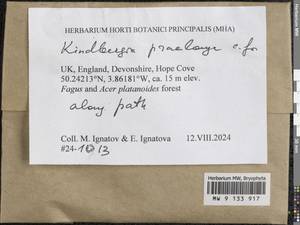 HERBARIUM HORTI BOTANICI PRINCIPALIS (MHA)
Kindbergia praelonga c.fr.
UK, England, Devonshire, Hope Cove
50.24213°N, 3.86181°W, ca. 15 m elev.
Fagus and Acer platanoides forest
along path
Coll. M. Ignatov & E. Ignatova 12.VIII.2024
#24-1013
Herbarium MW, Bryophyta
MW 9 133 917